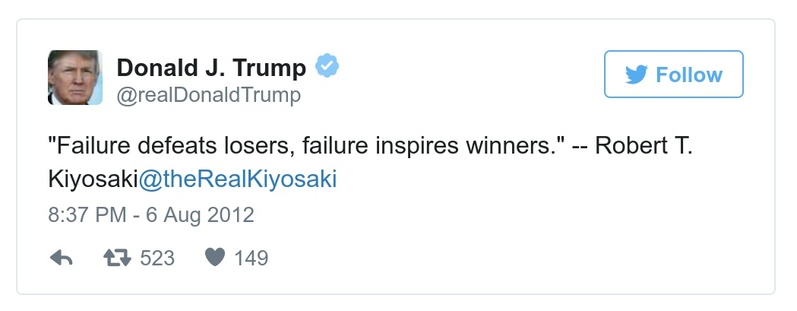 Donald J. Trump
@realDonaldTrump
Follow
"Failure defeats losers, failure inspires winners." -- Robert T.
Kiyosaki@theRealKiyosaki
8:37 PM - 6 Aug 2012
523 149